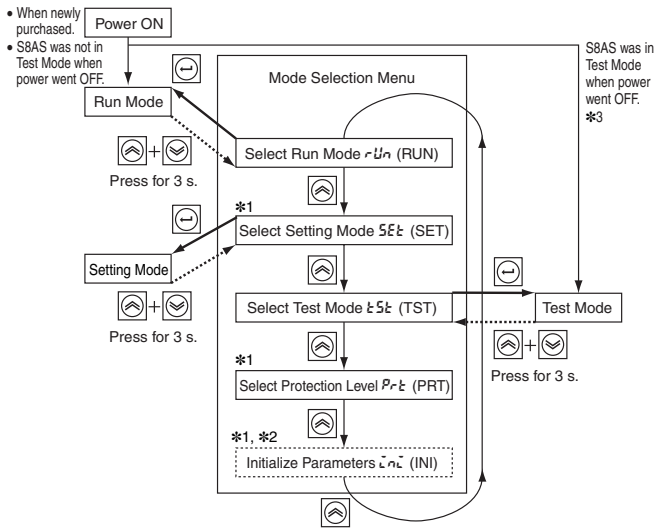 • When newly
purchased.
• S8AS was not in
Test Mode when
power went OFF.
Power ON
S8AS was in
Test Mode
when power
went OFF.
✻3
Mode Selection Menu
Run Mode
Select Run Mode rUn (RUN)
+
Press for 3 s.
✻1
Select Setting Mode SEt (SET)
Setting Mode
+
Press for 3 s.
Select Test Mode tSt (TST)
Test Mode
+
Press for 3 s.
✻1
Select Protection Level Prt (PRT)
✻1, ✻2
Initialize Parameters ini (INI)